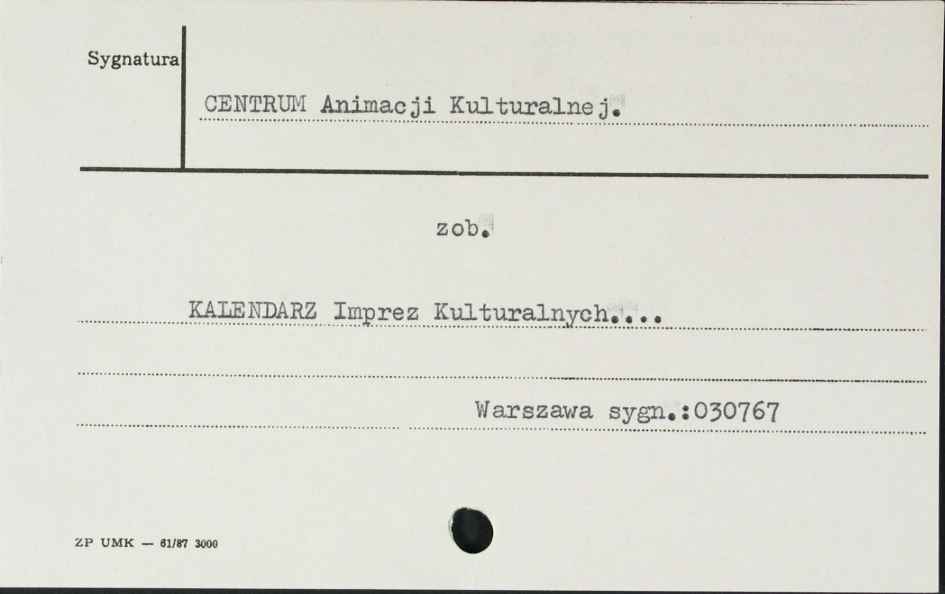 Sygnatura
CENTRUM Animacji Kulturalnej.
zob.
KALENDARZ Imprez Kulturalnych....
Warszawa sygn.:030767
ZP UMK — 61/87 3000